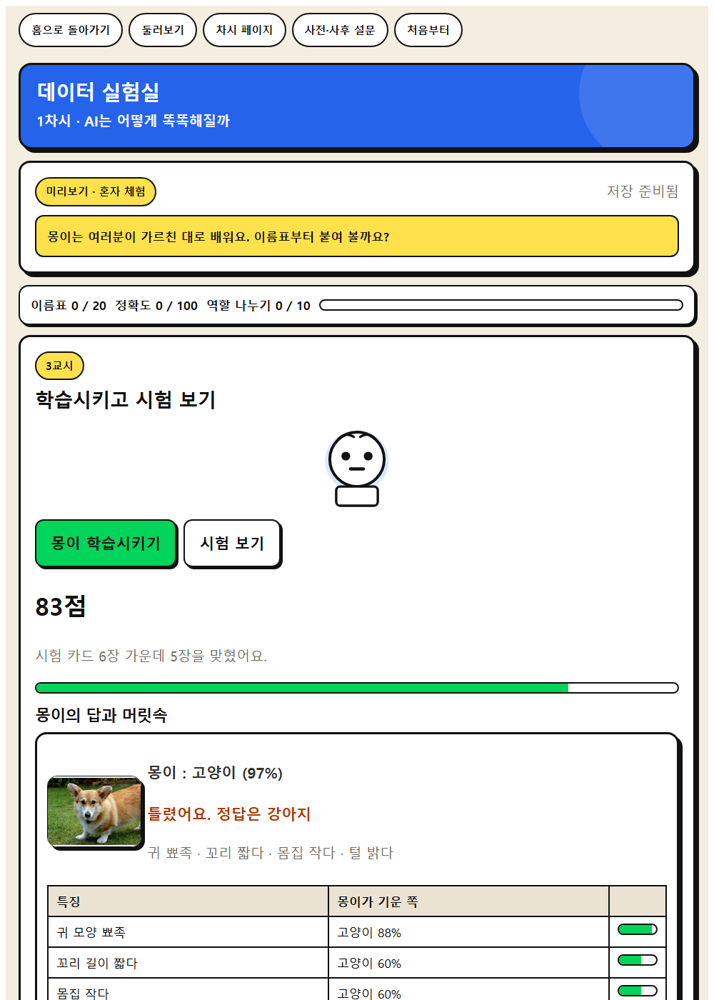 홈으로 돌아가기
둘러보기
차시 페이지
사전·사후 설문
처음부터
데이터 실험실
1차시 · AI는 어떻게 똑똑해질까
미리보기 · 혼자 체험
저장 준비됨
몽이는 여러분이 가르친 대로 배워요. 이름표부터 붙여 볼까요?
이름표 0 / 20 정확도 0 / 100 역할 나누기 0 / 10
3교시
학습시키고 시험 보기
몽이 학습시키기
시험 보기
83점
시험 카드 6장 가운데 5장을 맞혔어요.
몽이의 답과 머릿속
몽이 : 고양이 (97%)
틀렸어요. 정답은 강아지
귀 뾰족 · 꼬리 짧다 · 몸집 작다 · 털 밝다
특징 몽이가 기운 쪽
귀 모양 뾰족 고양이 88%
꼬리 길이 짧다 고양이 60%
몸집 작다 고양이 60%